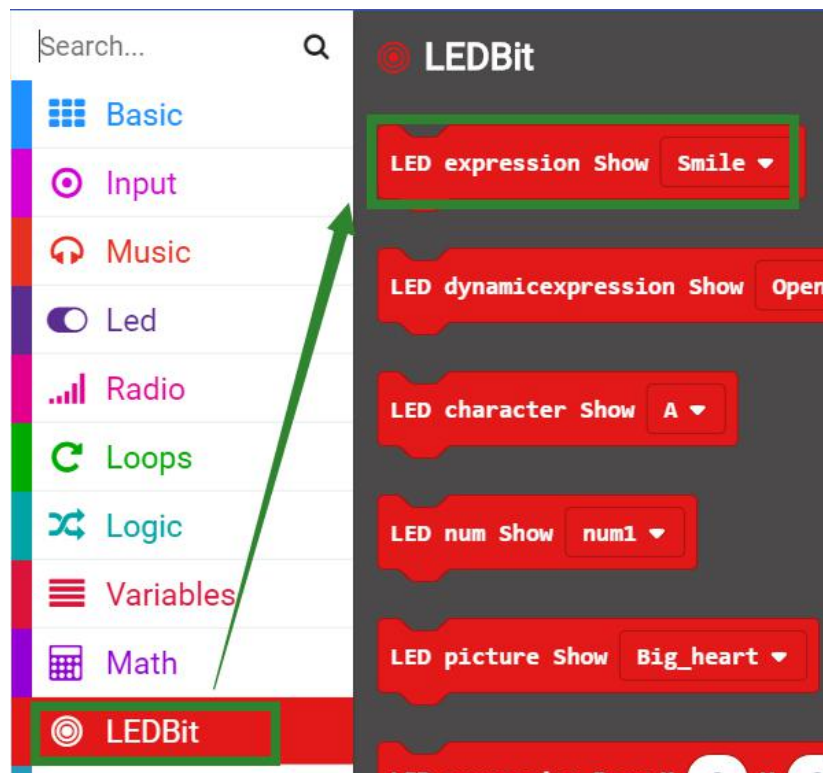 Search...
Basic
Input
Music
Led
Radio
Loops
Logic
Variables
Math
LEDBit
LEDBit
LED expression Show Smile
LED dynamicexpression Show Open
LED character Show A
LED num Show num1
LED picture Show Big_heart